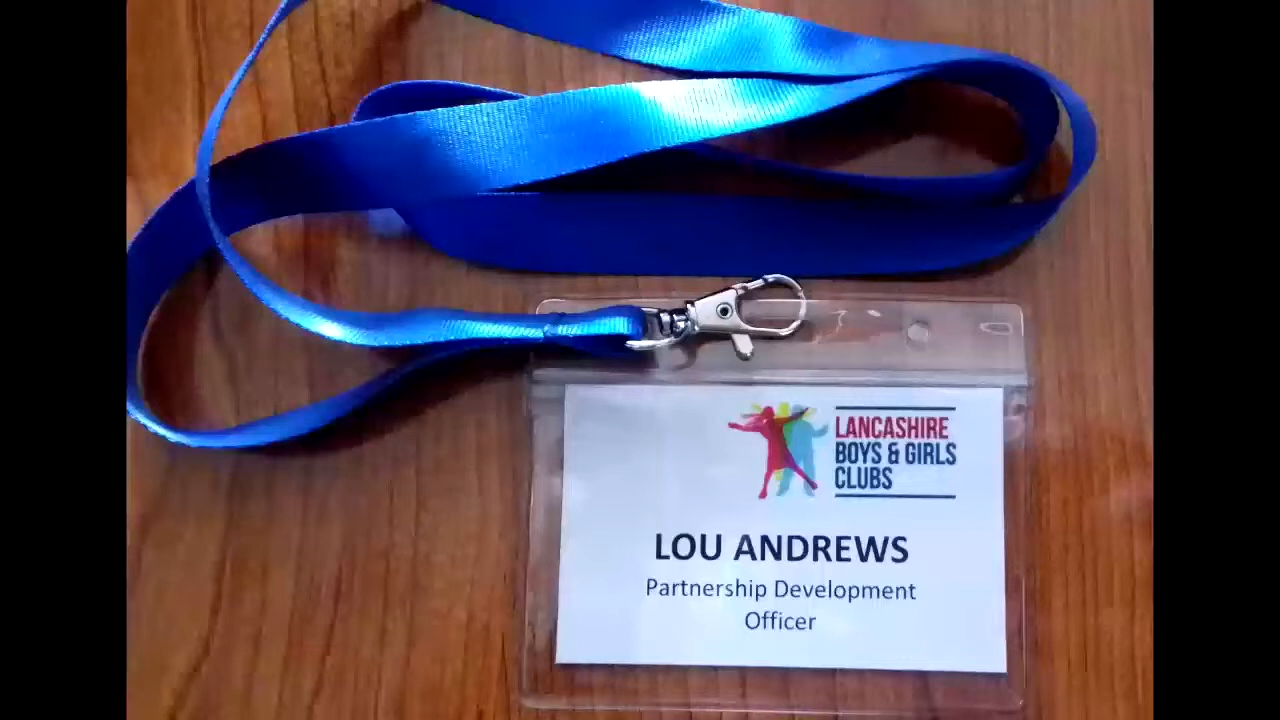 LANCASHIRE
BOYS & GIRLS
CLUBS
LOU ANDREWS
Partnership Development
Officer